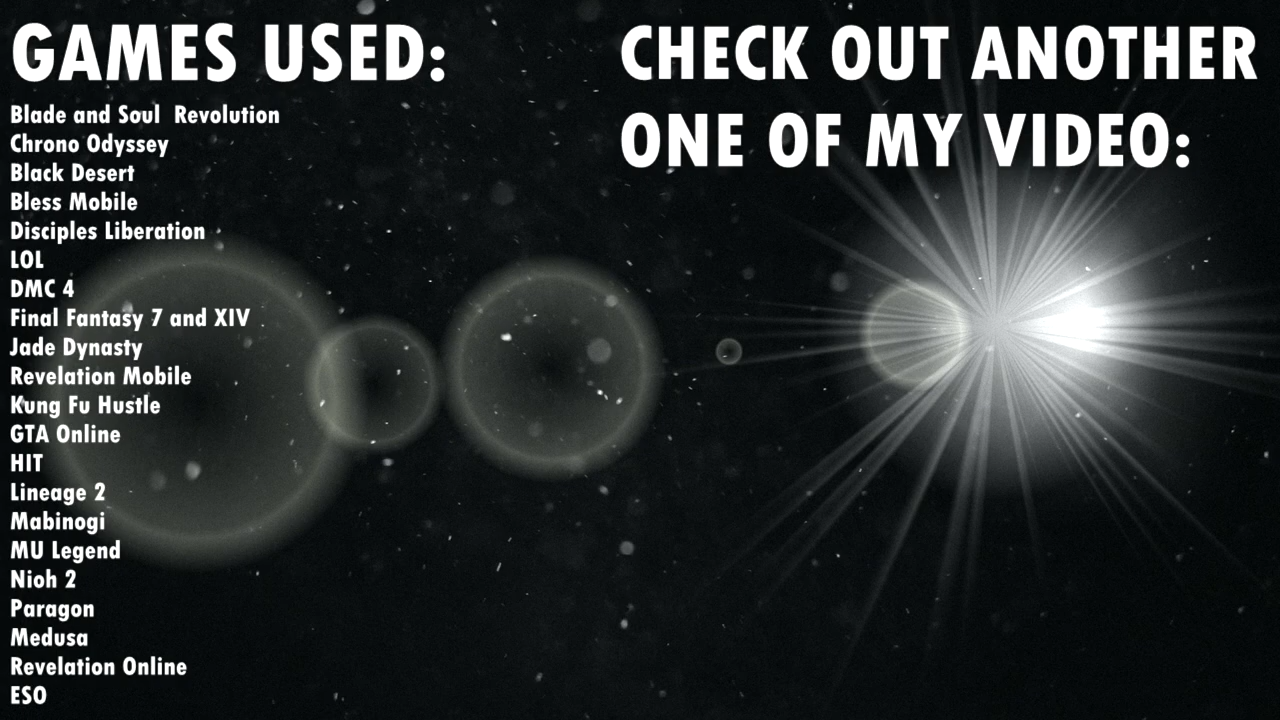 GAMES USED:
Blade and Soul  Revolution
Chrono Odyssey
Black Desert
Bless Mobile
Disciples Liberation
LOL
DMC 4
Final Fantasy 7 and XIV
Jade Dynasty
Revelation Mobile
Kung Fu Hustle
GTA Online
HIT
Lineage 2
Mabinogi
MU Legend
Nioh 2
Paragon
Medusa
Revelation Online
ESO
CHECK OUT ANOTHER
ONE OF MY VIDEO: